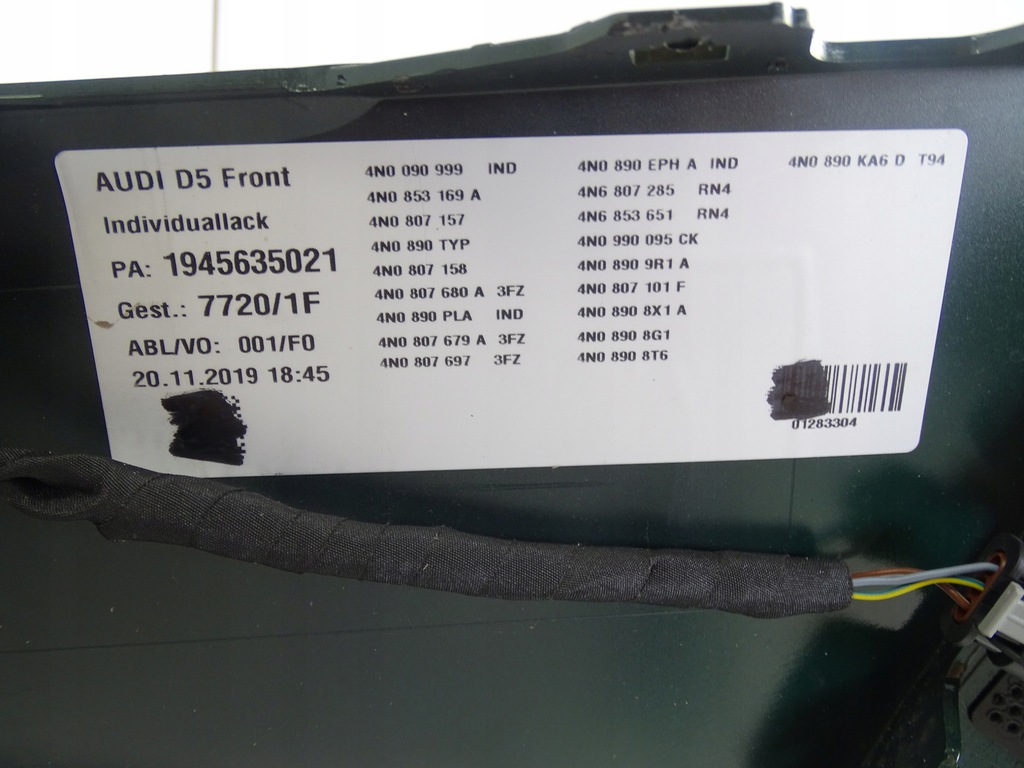 AUDI D5 Front
Individuallack
PA: 1945635021
Gest.: 7720/1F
ABL/VO: 001/F0
20.11.2019 18:45
4N0 090 999 IND
4N0 853 169 A
4N0 807 157
4N0 890 TYP
4N0 807 158
4N0 807 680 A 3FZ
4N0 890 PLA IND
4N0 807 679 A 3FZ
4N0 807 697 3FZ
4N0 890 EPH A IND
4N6 807 285 RN4
4N6 853 651 RN4
4N0 990 095 CK
4N0 890 9R1 A
4N0 807 101 F
4N0 890 8X1 A
4N0 890 8G1
4N0 890 8T6
4N0 890 KA6 D T94
01283304